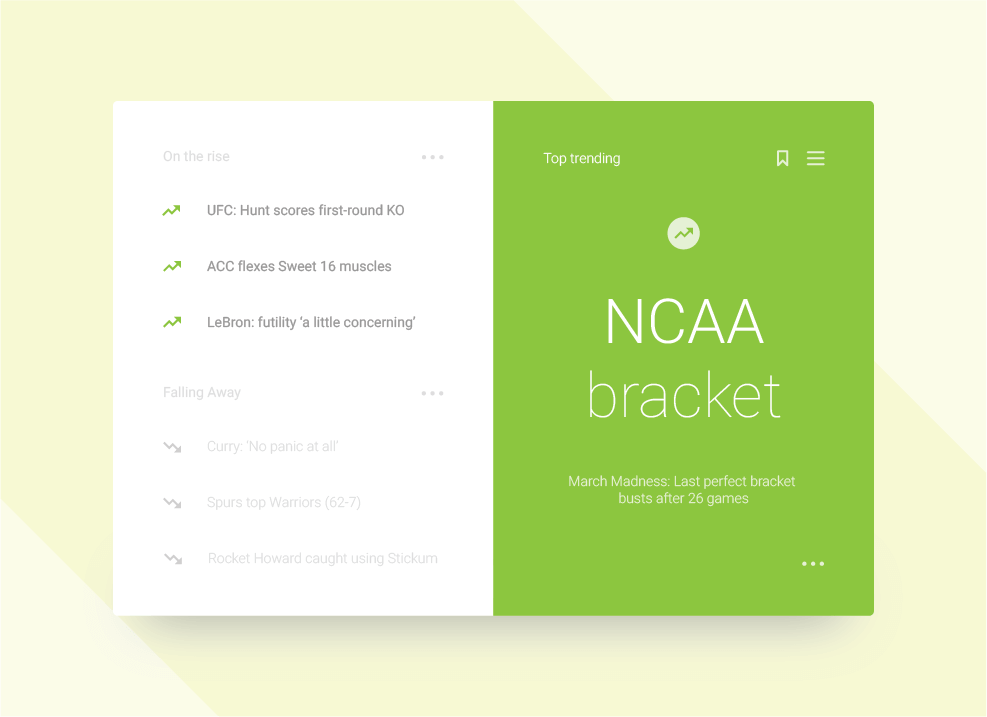 On the rise
UFC: Hunt scores first-round KO
ACC flexes Sweet 16 muscles
LeBron: futility ‘a little concerning’
Falling Away
Curry: ‘No panic at all’
Spurs top Warriors (62-7)
Rocket Howard caught using Stickum
Top trending
NCAA
bracket
March Madness: Last perfect bracket
busts after 26 games